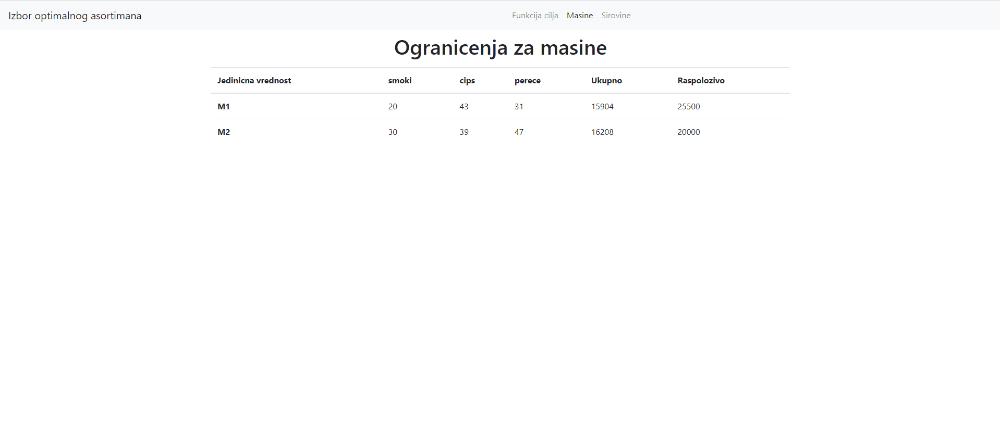 Izbor optimalnog asortimana Funkcija cilja Masine Sirovine
Ogranicenja za masine
Jedinicna vrednost smoki cips perece Ukupno Raspolozivo
M1 20 43 31 15904 25500
M2 30 39 47 16208 20000